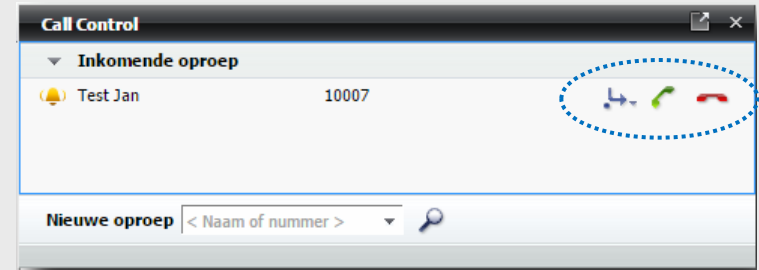 Call Control
Inkomende oproep
Test Jan 10007
Nieuwe oproep < Naam of nummer >